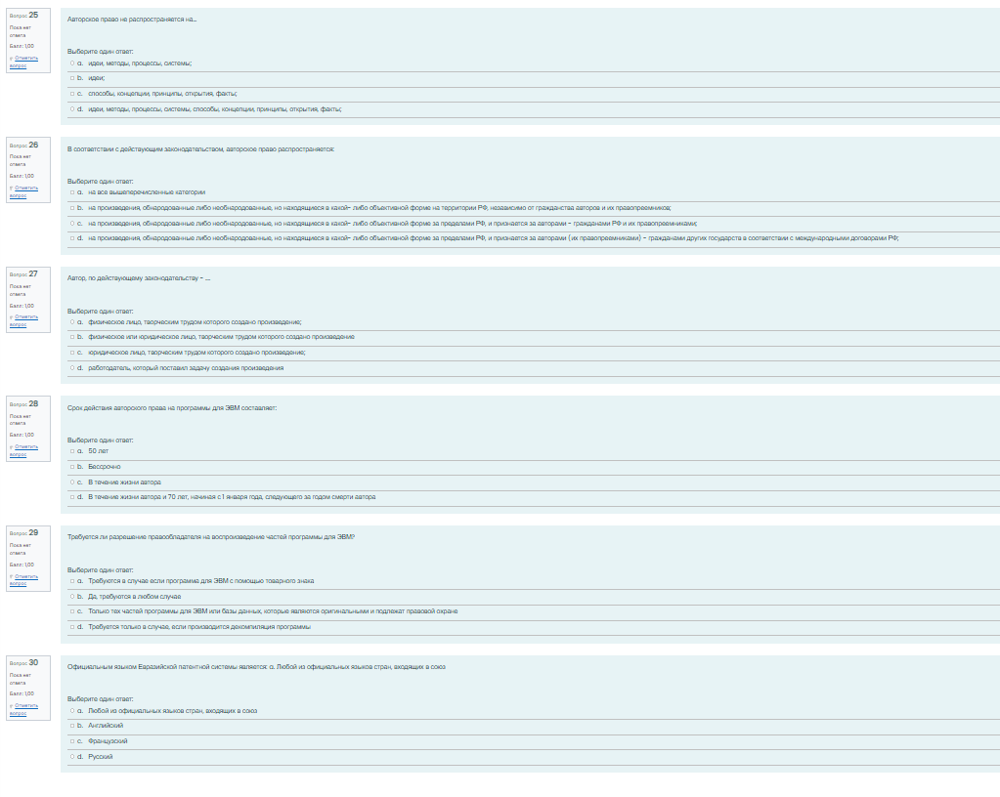 Вопрос 25
Пока нет
ответа
Балл: 1,00
Отметить
вопрос
Авторское право не распространяется на...
Выберите один ответ:
a. идеи, методы, процессы, системы;
b. идеи;
c. способы, концепции, принципы, открытия, факты;
d. идеи, методы, процессы, системы, способы, концепции, принципы, открытия, факты;
Вопрос 26
Пока нет
ответа
Балл: 1,00
Отметить
вопрос
В соответствии с действующим законодательством, авторское право распространяется:
Выберите один ответ:
a. на все вышеперечисленные категории
b. на произведения, обнародованные либо необнародованные, но находящиеся в какой- либо объективной форме на территории РФ, независимо от гражданства авторов и их правопреемников;
c. на произведения, обнародованные либо необнародованные, но находящиеся в какой- либо объективной форме за пределами РФ, и признается за авторами - гражданами РФ и их правопреемниками;
d. на произведения, обнародованные либо необнародованные, но находящиеся в какой- либо объективной форме за пределами РФ, и признается за авторами (их правопреемниками) - гражданами других государств в соответствии с международными договорами РФ;
Вопрос 27
Пока нет
ответа
Балл: 1,00
Отметить
вопрос
Автор, по действующему законодательству - ...
Выберите один ответ:
a. физическое лицо, творческим трудом которого создано произведение;
b. физическое или юридическое лицо, творческим трудом которого создано произведение
c. юридическое лицо, творческим трудом которого создано произведение;
d. работодатель, который поставил задачу создания произведения
Вопрос 28
Пока нет
ответа
Балл: 1,00
Отметить
вопрос
Срок действия авторского права на программы для ЭВМ составляет:
Выберите один ответ:
a. 50 лет
b. Бессрочно
c. В течение жизни автора
d. В течение жизни автора и 70 лет, начиная с 1 января года, следующего за годом смерти автора
Вопрос 29
Пока нет
ответа
Балл: 1,00
Отметить
вопрос
Требуется ли разрешение правообладателя на воспроизведение частей программы для ЭВМ?
Выберите один ответ:
a. Требуются в случае если программа для ЭВМ с помощью товарного знака
b. Да, требуются в любом случае
c. Только тех частей программы для ЭВМ или базы данных, которые являются оригинальными и подлежат правовой охране
d. Требуется только в случае, если производится декомпиляция программы
Вопрос 30
Пока нет
ответа
Балл: 1,00
Отметить
вопрос
Официальным языком Евразийской патентной системы является: a. Любой из официальных языков стран, входящих в союз
Выберите один ответ:
a. Любой из официальных языков стран, входящих в союз
b. Английский
c. Французский
d. Русский